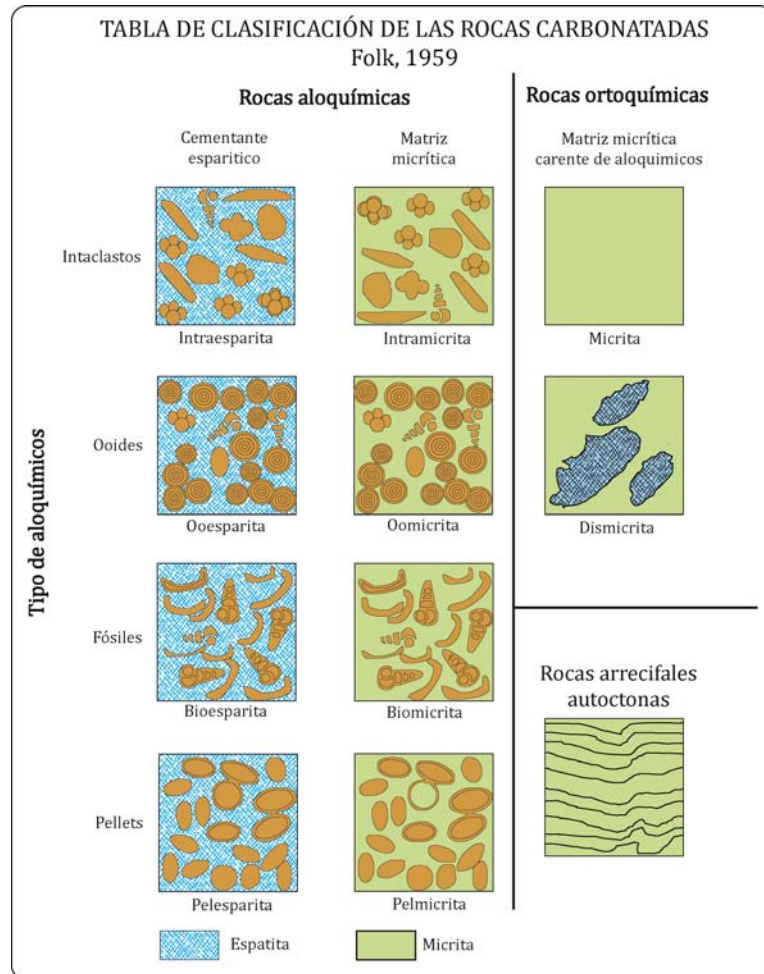 TABLA DE CLASIFICACIÓN DE LAS ROCAS CARBONATADAS
Folk, 1959
Rocas aloquímicas
Rocas ortoquímicas
Cementante
esparitico
Matriz
micrítica
Matriz micrítica
carente de aloquimicos
Tipo de aloquímicos
Intaclastos
Intraesparita
Intramicrita
Micrita
Ooides
Ooesparita
Oomicrita
Dismicrita
Fósiles
Bioesparita
Biomicrita
Rocas arrecifales
autoctonas
Pellets
Pelesparita
Pelmicrita
Espatita
Micrita